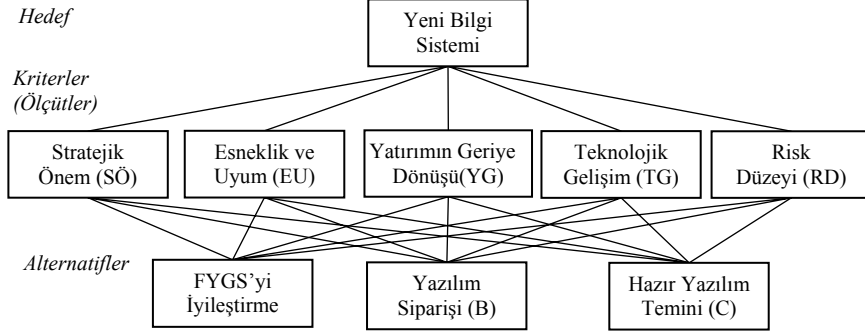 Hedef
Yeni Bilgi
Sistemi
Kriterler
(Ölçütler)
Stratejik
Önem (SÖ)
Esneklik ve
Uyum (EU)
Yatırımın Geriye
Dönüşü(YG)
Teknolojik
Gelişim (TG)
Risk
Düzeyi (RD)
Alternatifler
FYGS’yi
İyileştirme
Yazılım
Siparişi (B)
Hazır Yazılım
Temini (C)